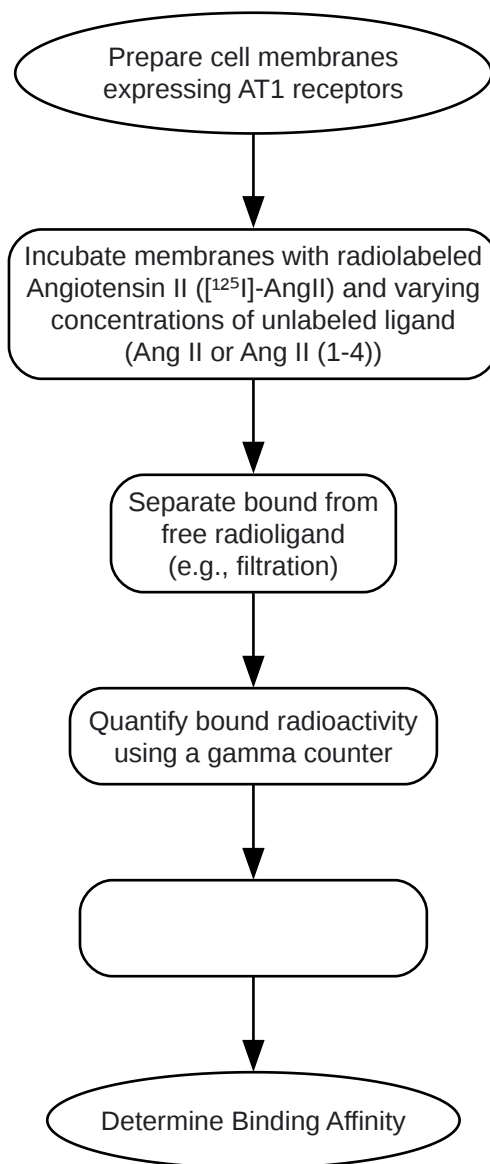 Prepare cell membranes
expressing AT1 receptors
Incubate membranes with radiolabeled
Angiotensin II ([¹²⁵I]-AngII) and varying
concentrations of unlabeled ligand
(Ang II or Ang II (1-4))
Separate bound from
free radioligand
(e.g., filtration)
Quantify bound radioactivity
using a gamma counter
Determine Binding Affinity